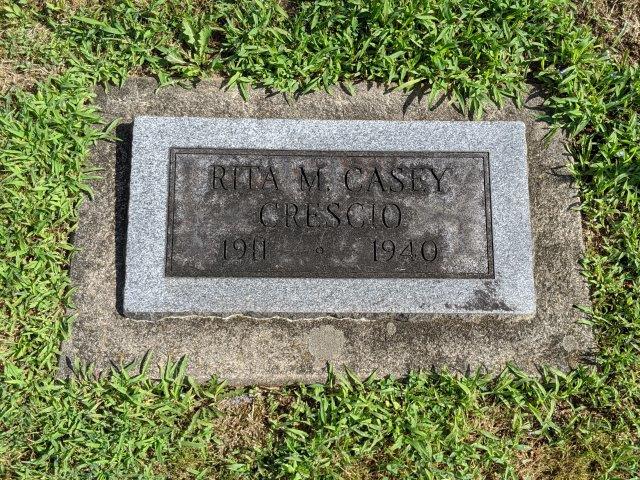 RITA M. CASEY
CRESCIO
1911 ° 1940